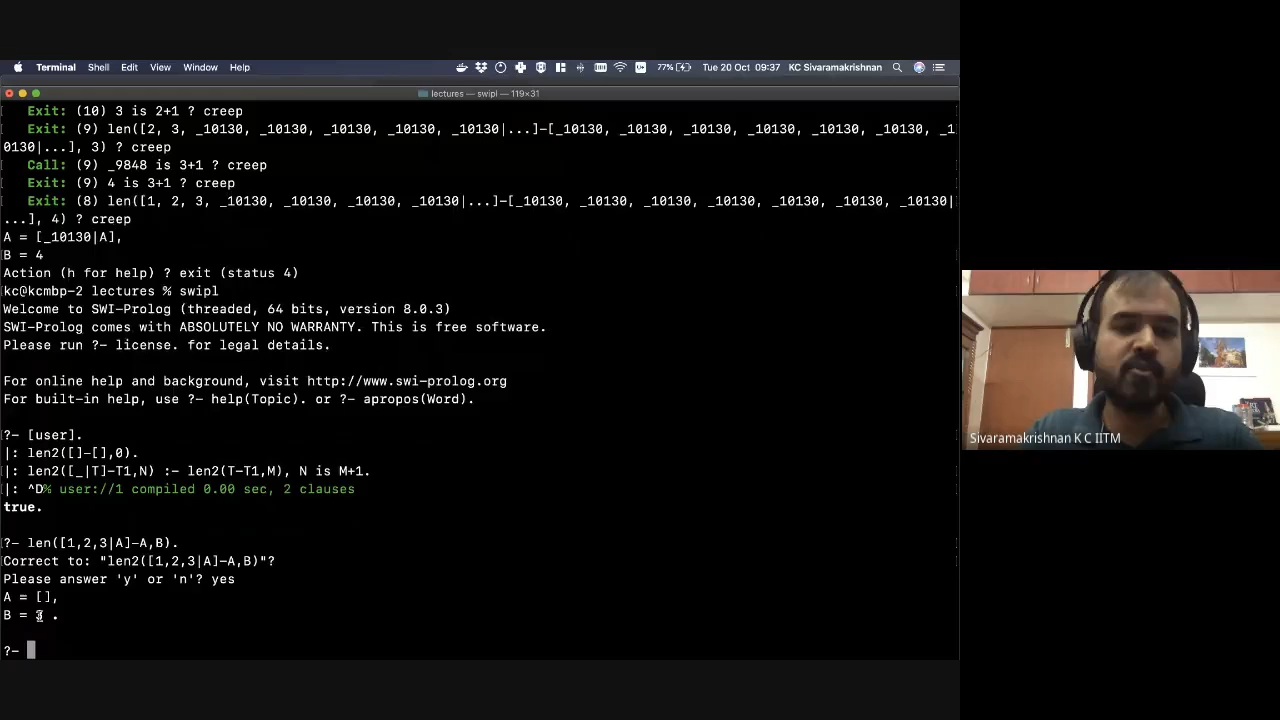 Terminal Shell Edit View Window Help 77% Tue 20 Oct 09:37 KC Sivaramakrishnan
lectures — swipl — 119×31
Exit: (10) 3 is 2+1 ? creep
Exit: (9) len([2, 3, _10130, _10130, _10130, _10130, _10130|...]-[_10130, _10130, _10130, _10130, _10130, _10130, _1
0130|...], 3) ? creep
Call: (9) _9848 is 3+1 ? creep
Exit: (9) 4 is 3+1 ? creep
Exit: (8) len([1, 2, 3, _10130, _10130, _10130, _10130|...]-[_10130, _10130, _10130, _10130, _10130, _10130, _10130|
...], 4) ? creep
A = [_10130|A],
B = 4
Action (h for help) ? exit (status 4)
kc@kcmbp-2 lectures % swipl
Welcome to SWI-Prolog (threaded, 64 bits, version 8.0.3)
SWI-Prolog comes with ABSOLUTELY NO WARRANTY. This is free software.
Please run ?- license. for legal details.
For online help and background, visit http://www.swi-prolog.org
For built-in help, use ?- help(Topic). or ?- apropos(Word).
?- [user].
|: len2([]-[],0).
|: len2([_|T]-T1,N) :- len2(T-T1,M), N is M+1.
|: ^D% user://1 compiled 0.00 sec, 2 clauses
true.
?- len([1,2,3|A]-A,B).
Correct to: "len2([1,2,3|A]-A,B)"?
Please answer 'y' or 'n'? yes
A = [],
B = 3 .
?-
Sivaramakrishnan K C IITM